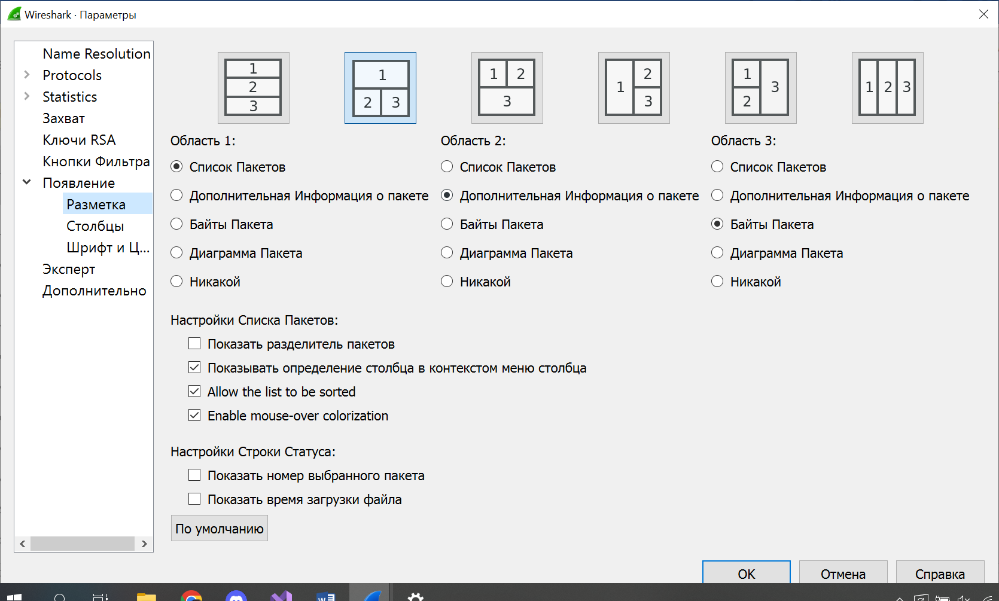 Wireshark · Параметры
Name Resolution
Protocols
Statistics
Захват
Ключи RSA
Кнопки Фильтра
Появление
Разметка
Столбцы
Шрифт и Ц...
Эксперт
Дополнительно
1 2 3
1 2 3
1 2 3
1 2 3
1 2 3
1 2 3
Область 1:
Список Пакетов
Дополнительная Информация о пакете
Байты Пакета
Диаграмма Пакета
Никакой
Область 2:
Список Пакетов
Дополнительная Информация о пакете
Байты Пакета
Диаграмма Пакета
Никакой
Область 3:
Список Пакетов
Дополнительная Информация о пакете
Байты Пакета
Диаграмма Пакета
Никакой
Настройки Списка Пакетов:
Показать разделитель пакетов
Показывать определение столбца в контекстом меню столбца
Allow the list to be sorted
Enable mouse-over colorization
Настройки Строки Статуса:
Показать номер выбранного пакета
Показать время загрузки файла
По умолчанию
OK
Отмена
Справка